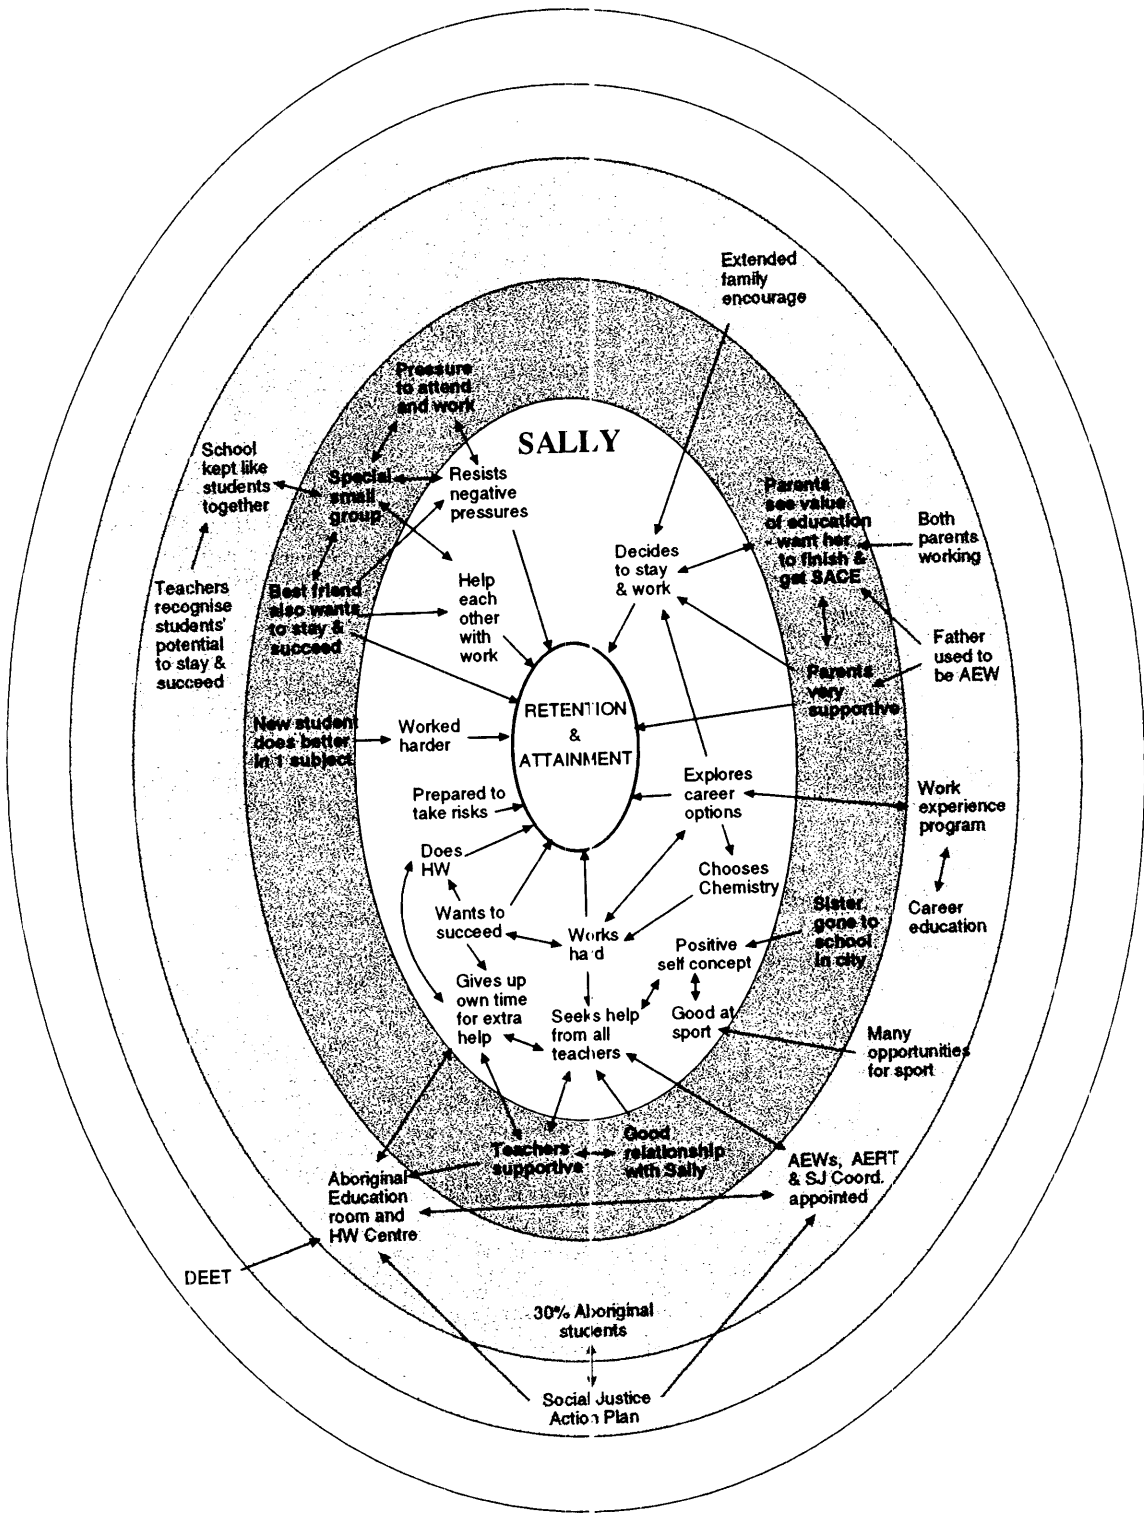 Extended
family
encourage
Pressure
to attend
and work
SALLY
School
kept like
students
together
Special
small
group
Resists
negative
pressures
Parents
see value
of education
- want her
to finish &
get SACE
Both
parents
working
Decides
to stay
& work
Teachers
recognise
students'
potential
to stay &
succeed
Best friend
also wants
to stay &
succeed
Help
each
other
with
work
Father
used to
be AEW
Parents
very
supportive
RETENTION
&
ATTAINMENT
New student
does better
in 1 subject
Worked
harder
Prepared to
take risks
Explores
career
options
Work
experience
program
Does
HW
Chooses
Chemistry
Career
education
Wants to
succeed
Works
hard
Positive
self concept
Sister
gone to
school
in city
Gives up
own time
for extra
help
Seeks help
from all
teachers
Good at
sport
Many
opportunities
for sport
Teachers
supportive
Good
relationship
with Sally
AEWs, AERT
& SJ Coord.
appointed
Aboriginal
Education
room and
HW Centre
DEET
30% Aboriginal
students
Social Justice
Action Plan